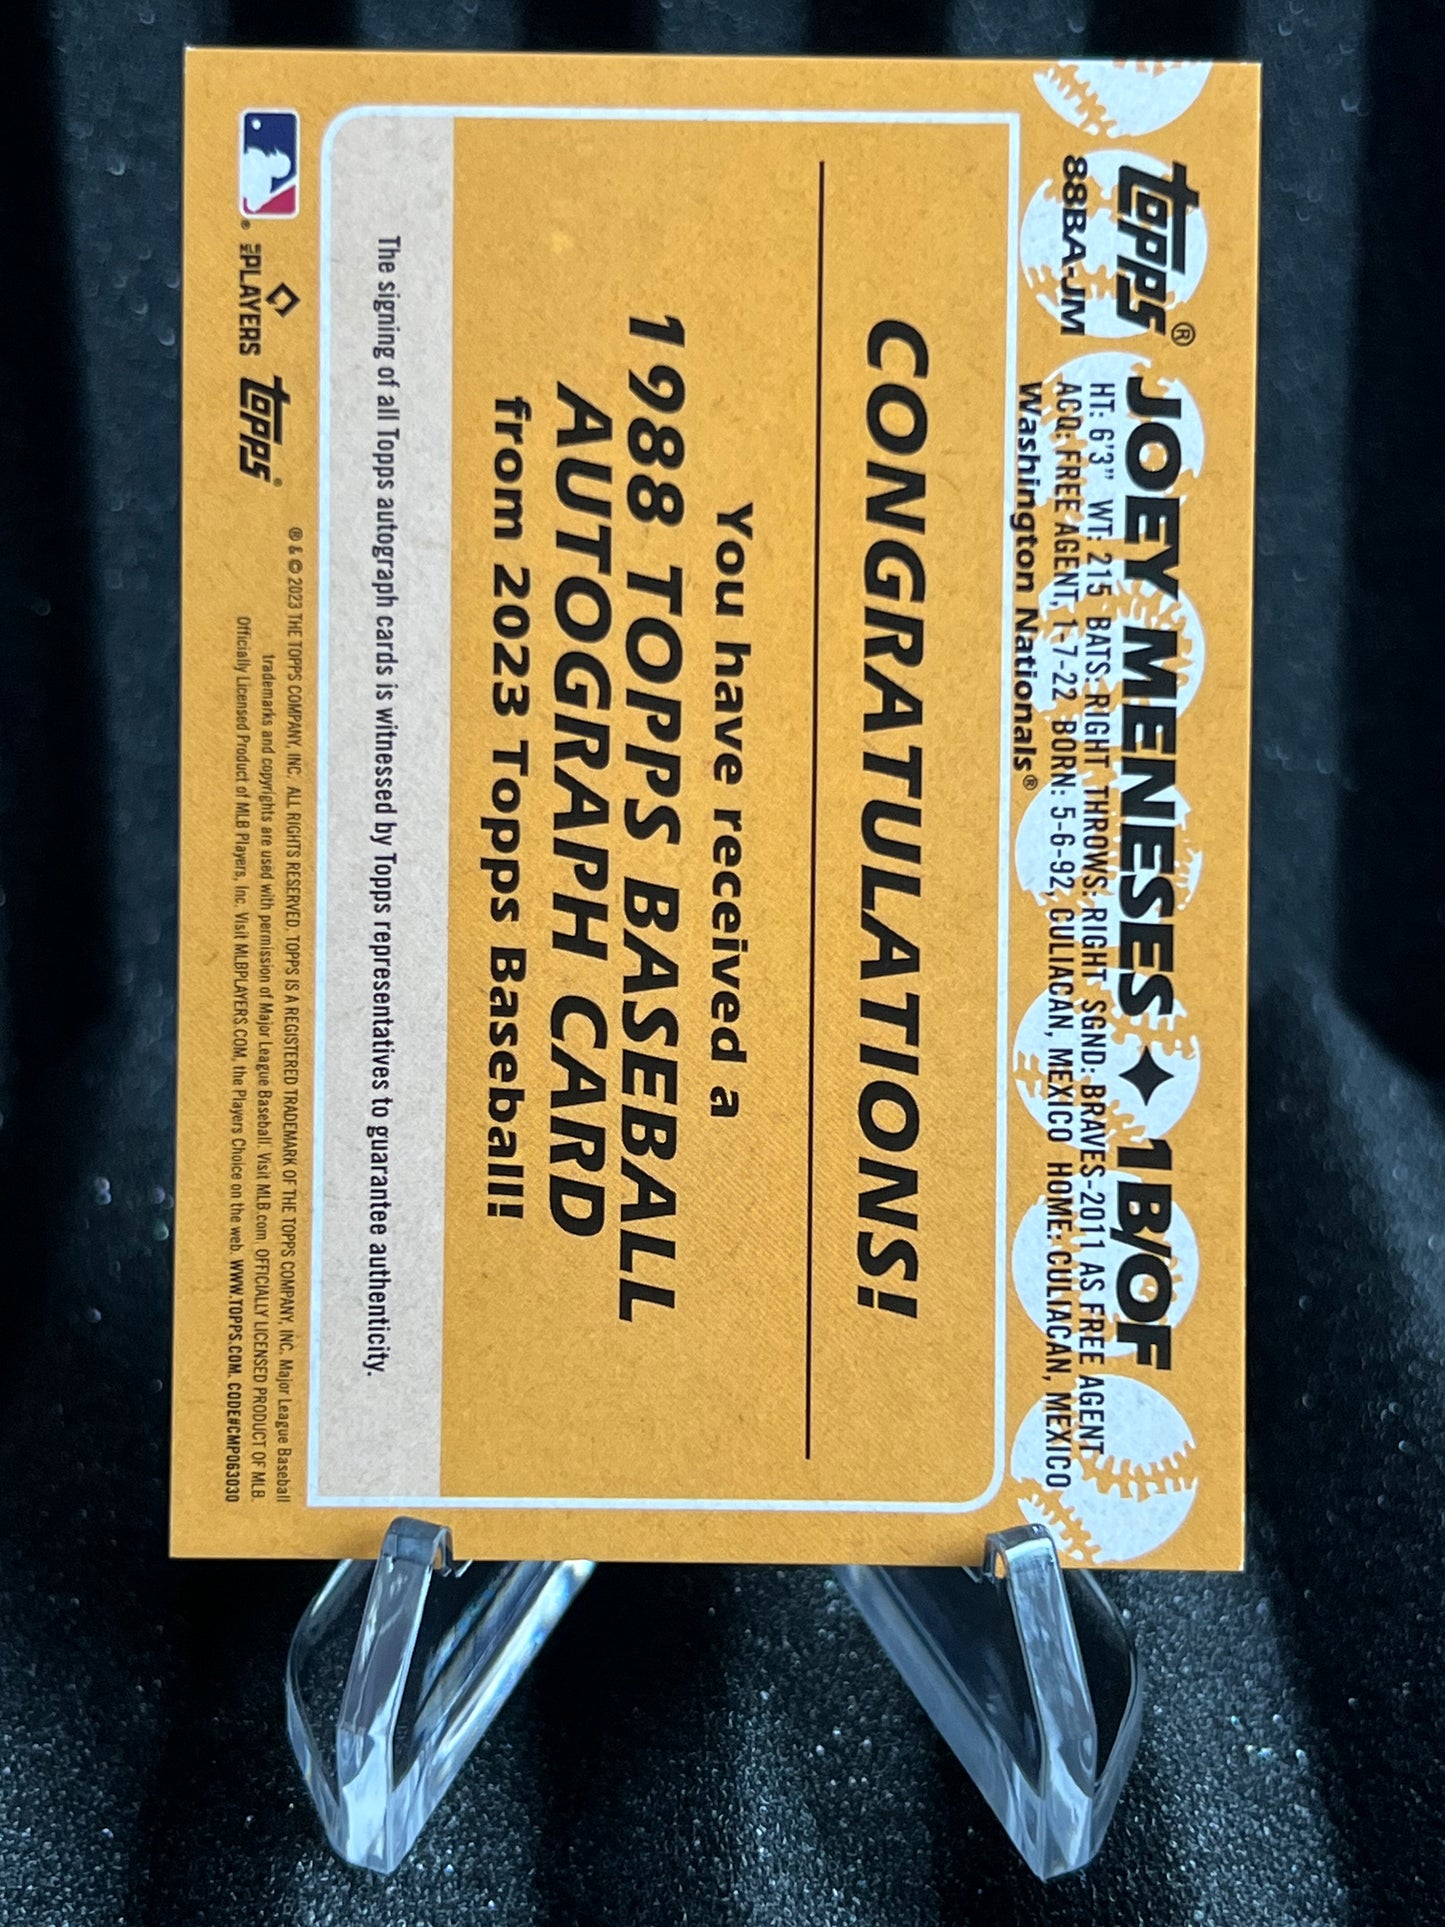 topps®
88BA-JM
JOEY MENESES ✦ 1B/OF
HT: 6'3" WT: 215 BATS: RIGHT THROWS: RIGHT SGND: BRAVES-2011 AS FREE AGENT
ACQ: FREE AGENT, 1-7-22 BORN: 5-6-92, CULIACAN, MEXICO HOME: CULIACAN, MEXICO
Washington Nationals®
CONGRATULATIONS!
You have received a
1988 TOPPS BASEBALL
AUTOGRAPH CARD
from 2023 Topps Baseball!
The signing of all Topps autograph cards is witnessed by Topps representatives to guarantee authenticity.
® MLB PLAYERS topps®
® & © 2023 THE TOPPS COMPANY, INC. ALL RIGHTS RESERVED. TOPPS IS A REGISTERED TRADEMARK OF THE TOPPS COMPANY, INC. Major League Baseball
trademarks and copyrights are used with permission of Major League Baseball. Visit MLB.com. OFFICIALLY LICENSED PRODUCT OF MLB.
Officially Licensed Product of MLB Players, Inc. Visit MLBPLAYERS.COM, the Players Choice on the web. WWW.TOPPS.COM. CODE#CMP063030